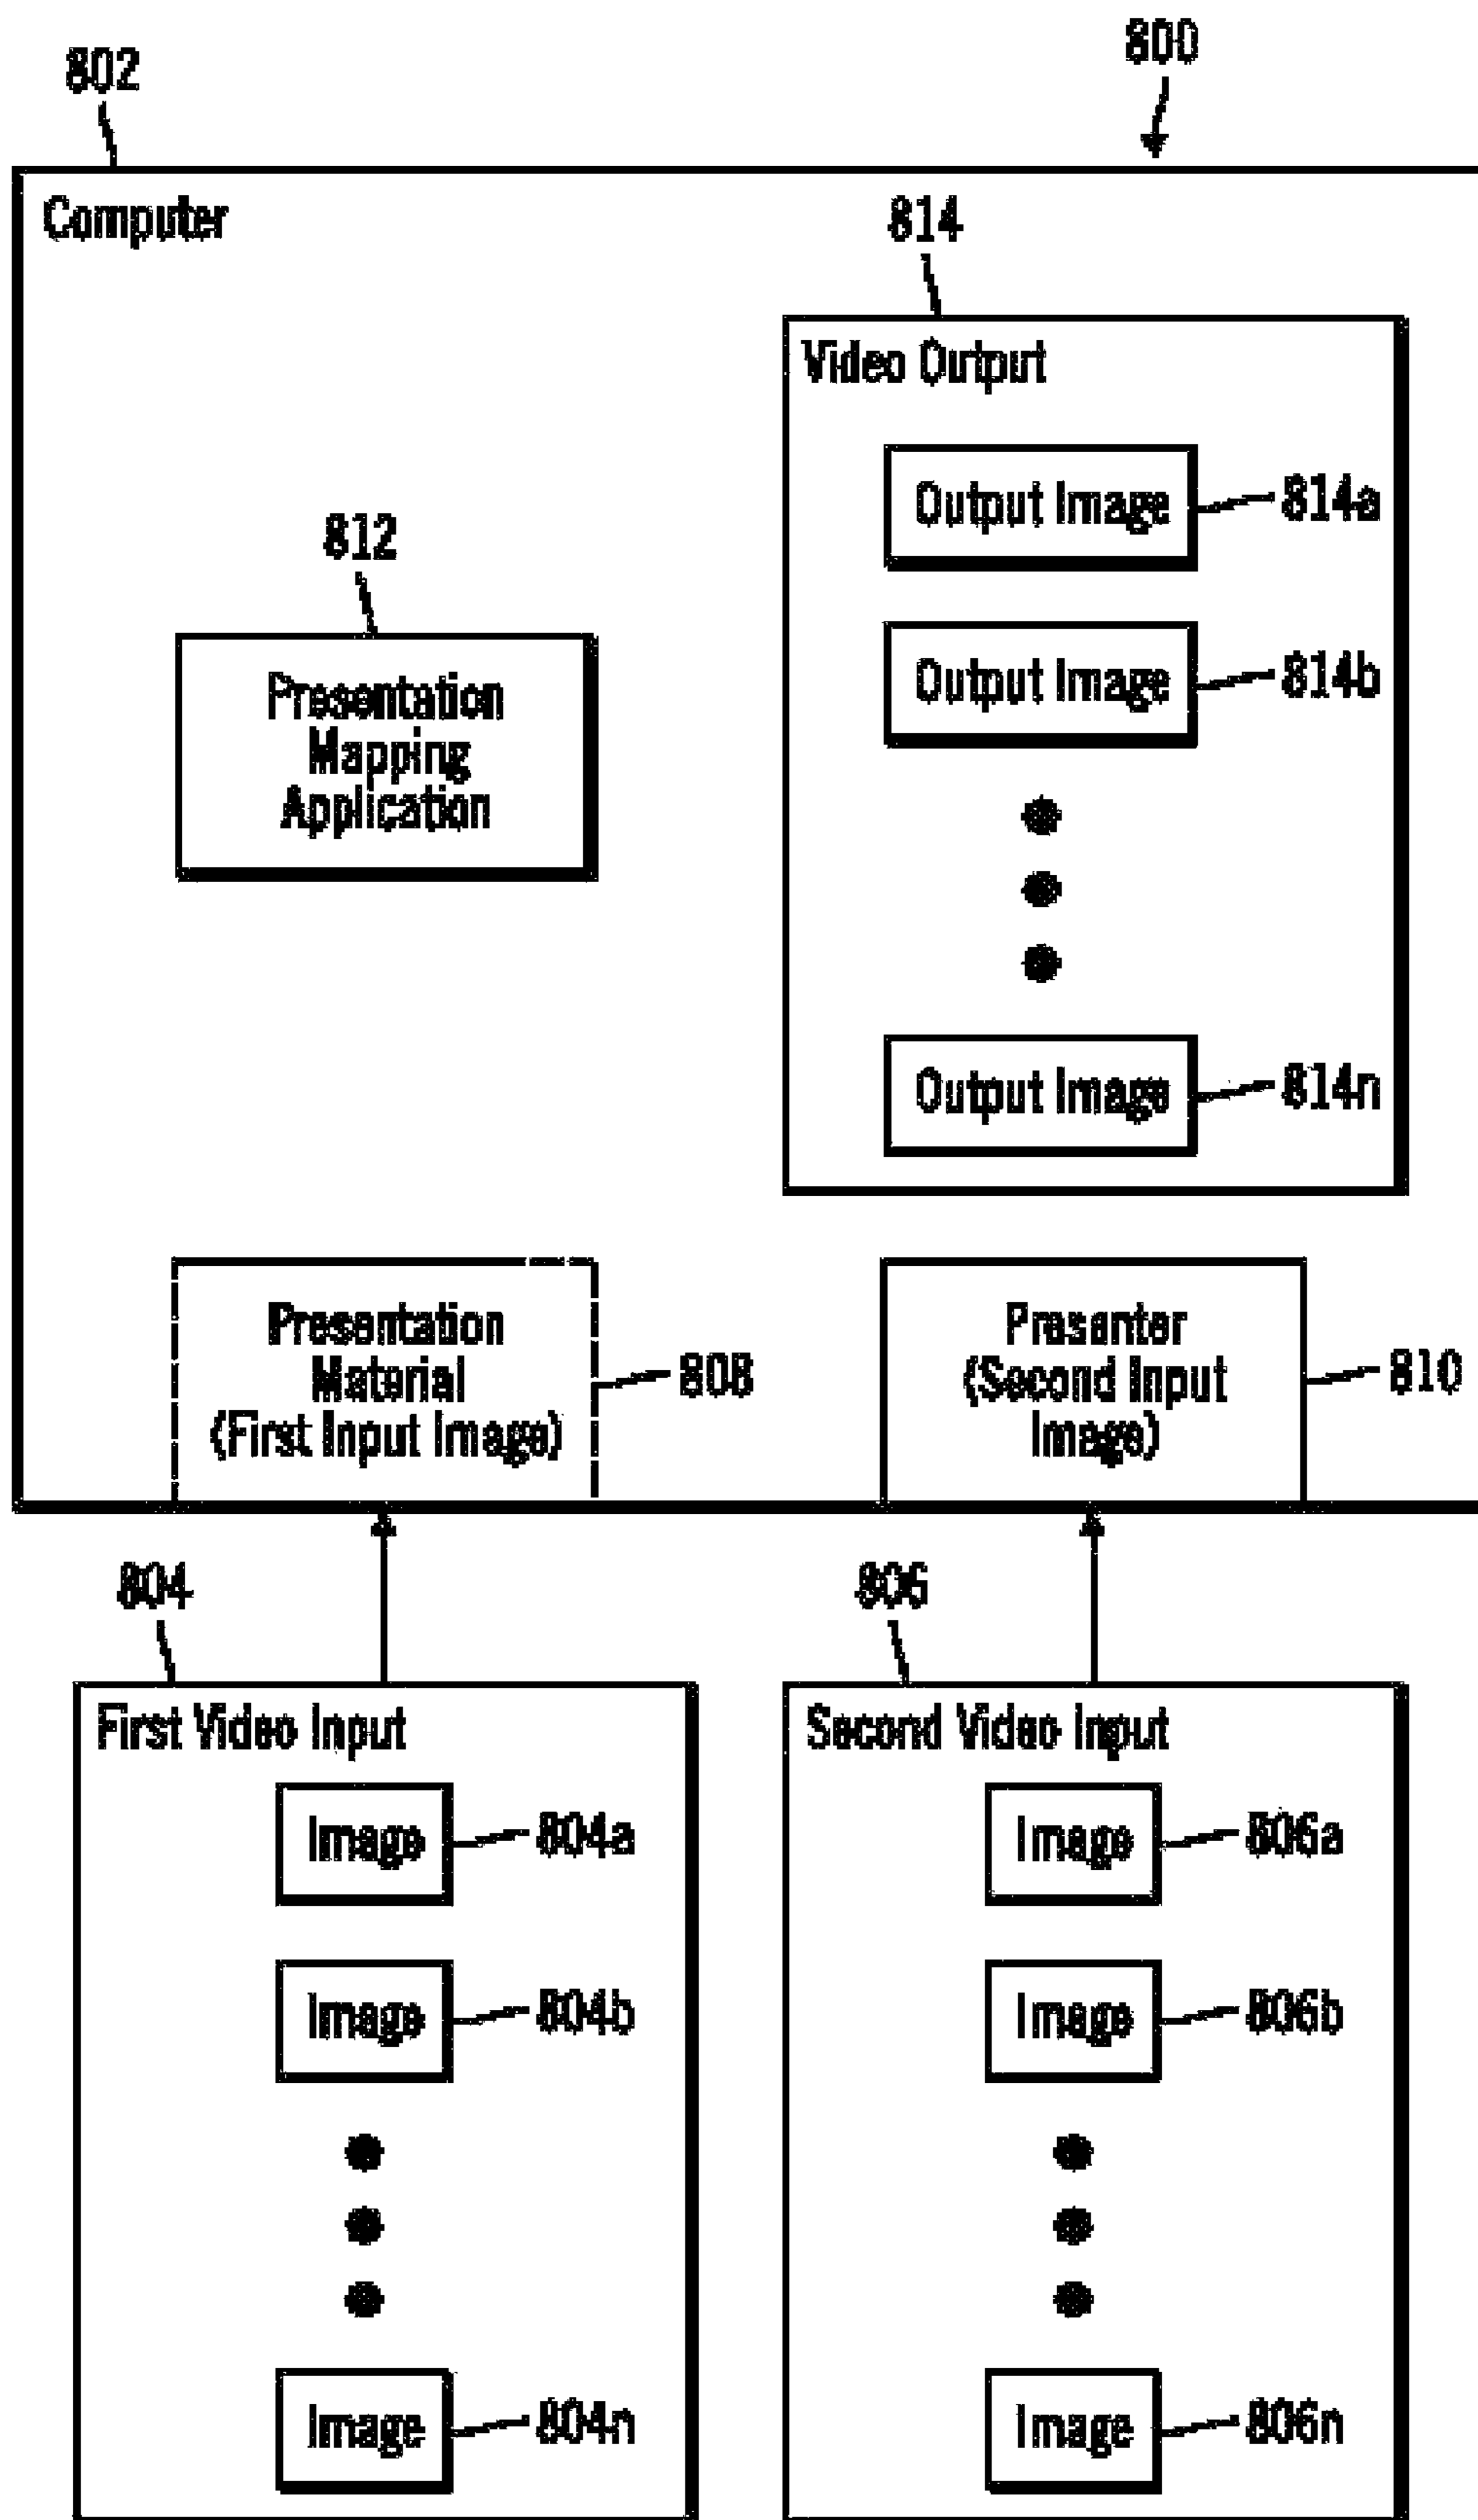 802
800
Computer
814
Video Output
Output Image
814a
812
Output Image
814b
Presentation
Mapping
Application
Output Image
814n
Presentation
Material
(First Input Image)
808
Presenter
(Second Input
Image)
810
804
806
First Video Input
Second Video Input
Image
804a
Image
806a
Image
804b
Image
806b
Image
804n
Image
806n